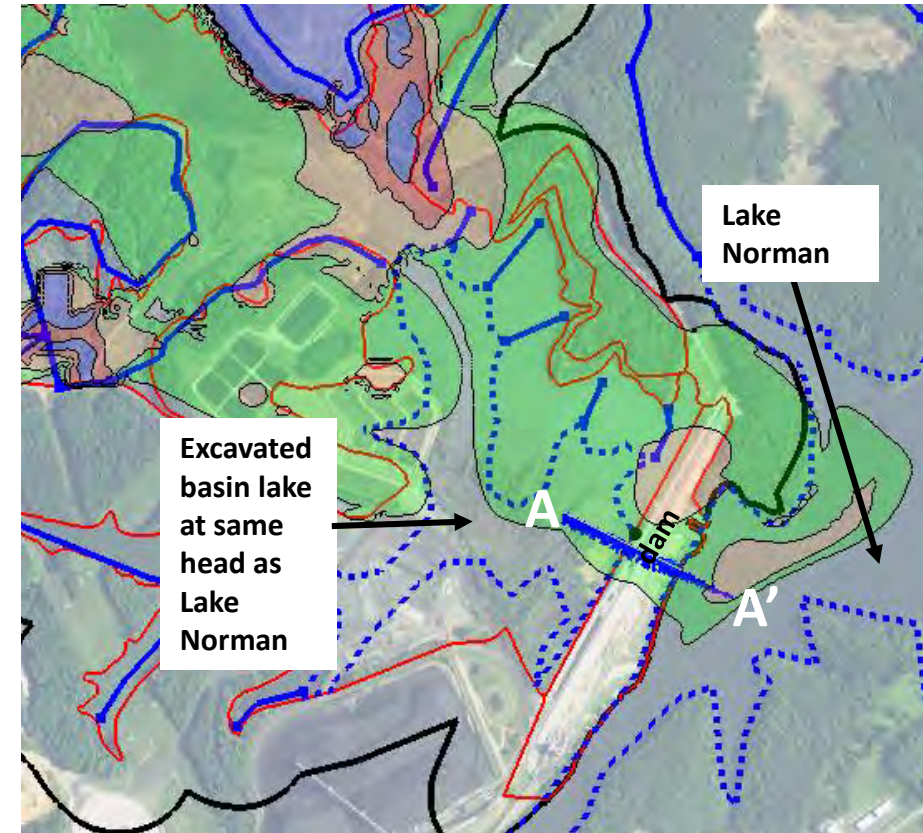 Lake
Norman
Excavated
basin lake
at same
head as
Lake
Norman
A
dam
A'